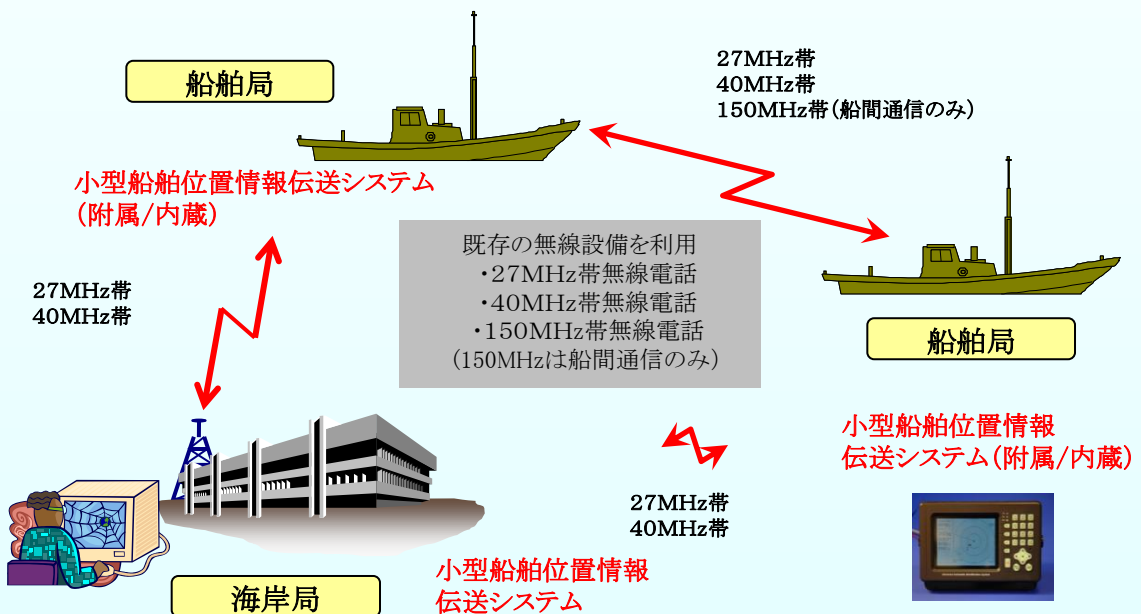 船舶局
27MHz帯
40MHz帯
150MHz帯(船間通信のみ)
小型船舶位置情報伝送システム
(附属/内蔵)
既存の無線設備を利用
・27MHz帯無線電話
・40MHz帯無線電話
・150MHz帯無線電話
(150MHzは船間通信のみ)
27MHz帯
40MHz帯
船舶局
小型船舶位置情報
伝送システム(附属/内蔵)
27MHz帯
40MHz帯
小型船舶位置情報
伝送システム
海岸局